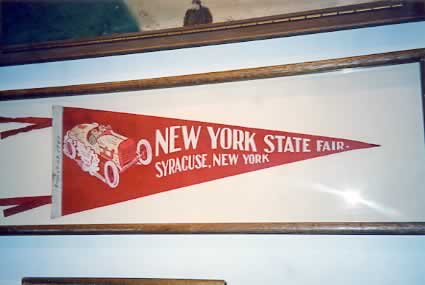 NEW YORK STATE FAIR-
SYRACUSE, NEW YORK